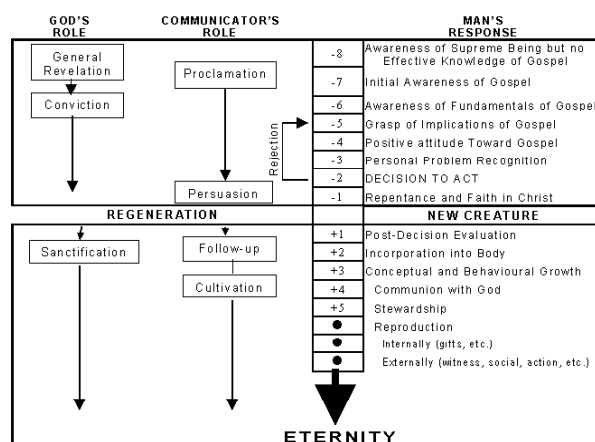 GOD'S COMMUNICATOR'S MAN'S
ROLE ROLE RESPONSE
General
Revelation
Conviction
Proclamation
Persuasion
Rejection
-8 Awareness of Supreme Being but no
Effective Knowledge of Gospel
-7 Initial Awareness of Gospel
-6 Awareness of Fundamentals of Gospel
-5 Grasp of Implications of Gospel
-4 Positive attitude Toward Gospel
-3 Personal Problem Recognition
-2 DECISION TO ACT
-1 Repentance and Faith in Christ
REGENERATION NEW CREATURE
Sanctification
Follow-up
Cultivation
+1 Post-Decision Evaluation
+2 Incorporation into Body
+3 Conceptual and Behavioural Growth
+4 Communion with God
+5 Stewardship
Reproduction
Internally (gifts, etc.)
Externally (witness, social, action, etc.)
ETERNITY